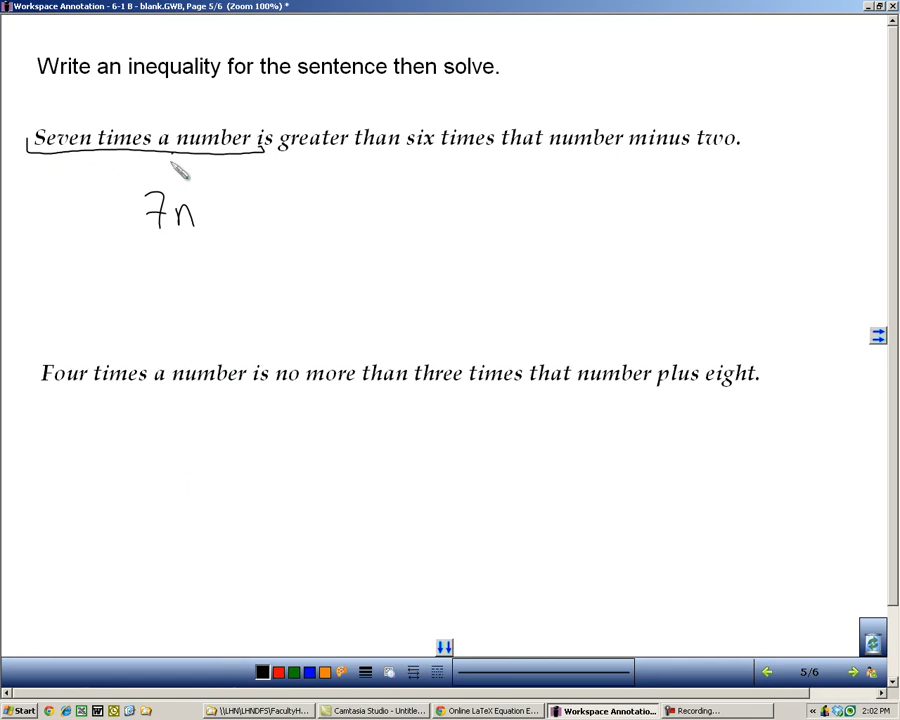 Workspace Annotation - 6-1 B - blank.GWB, Page 5/6 (Zoom 100%) *
Write an inequality for the sentence then solve.
Seven times a number is greater than six times that number minus two.
7n
Four times a number is no more than three times that number plus eight.
5/6
Start
\\LHN\LHNDFS\FacultyH...
Camtasia Studio - Untitle...
Online LaTeX Equation E...
Workspace Annotatio...
Recording...
2:02 PM